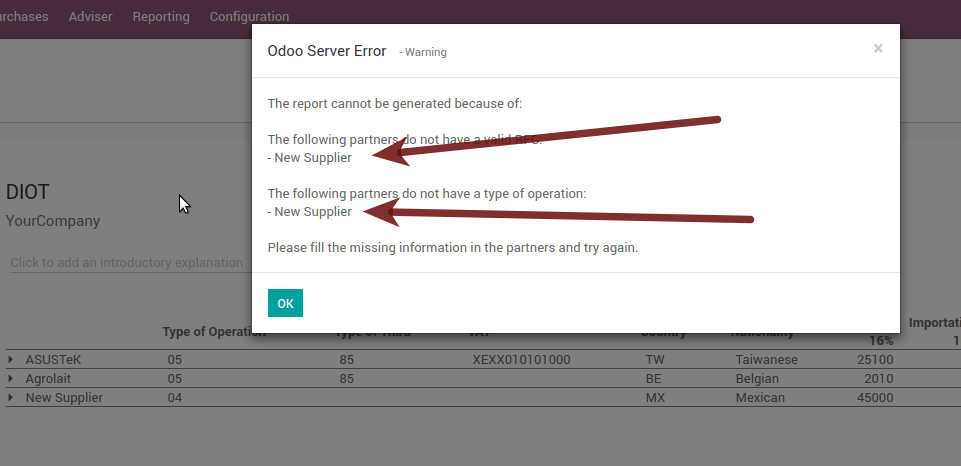 urchases Adviser Reporting Configuration
Odoo Server Error - Warning ×
The report cannot be generated because of:
The following partners do not have a valid RFC:
- New Supplier
The following partners do not have a type of operation:
- New Supplier
Please fill the missing information in the partners and try again.
OK
DIOT
YourCompany
Click to add an introductory explanation
Type of Operation Type of Third VAT Country Nationality Importati
16% 1
ASUSTeK 05 85 XEXX010101000 TW Taiwanese 25100
Agrolait 05 85 BE Belgian 2010
New Supplier 04 MX Mexican 45000